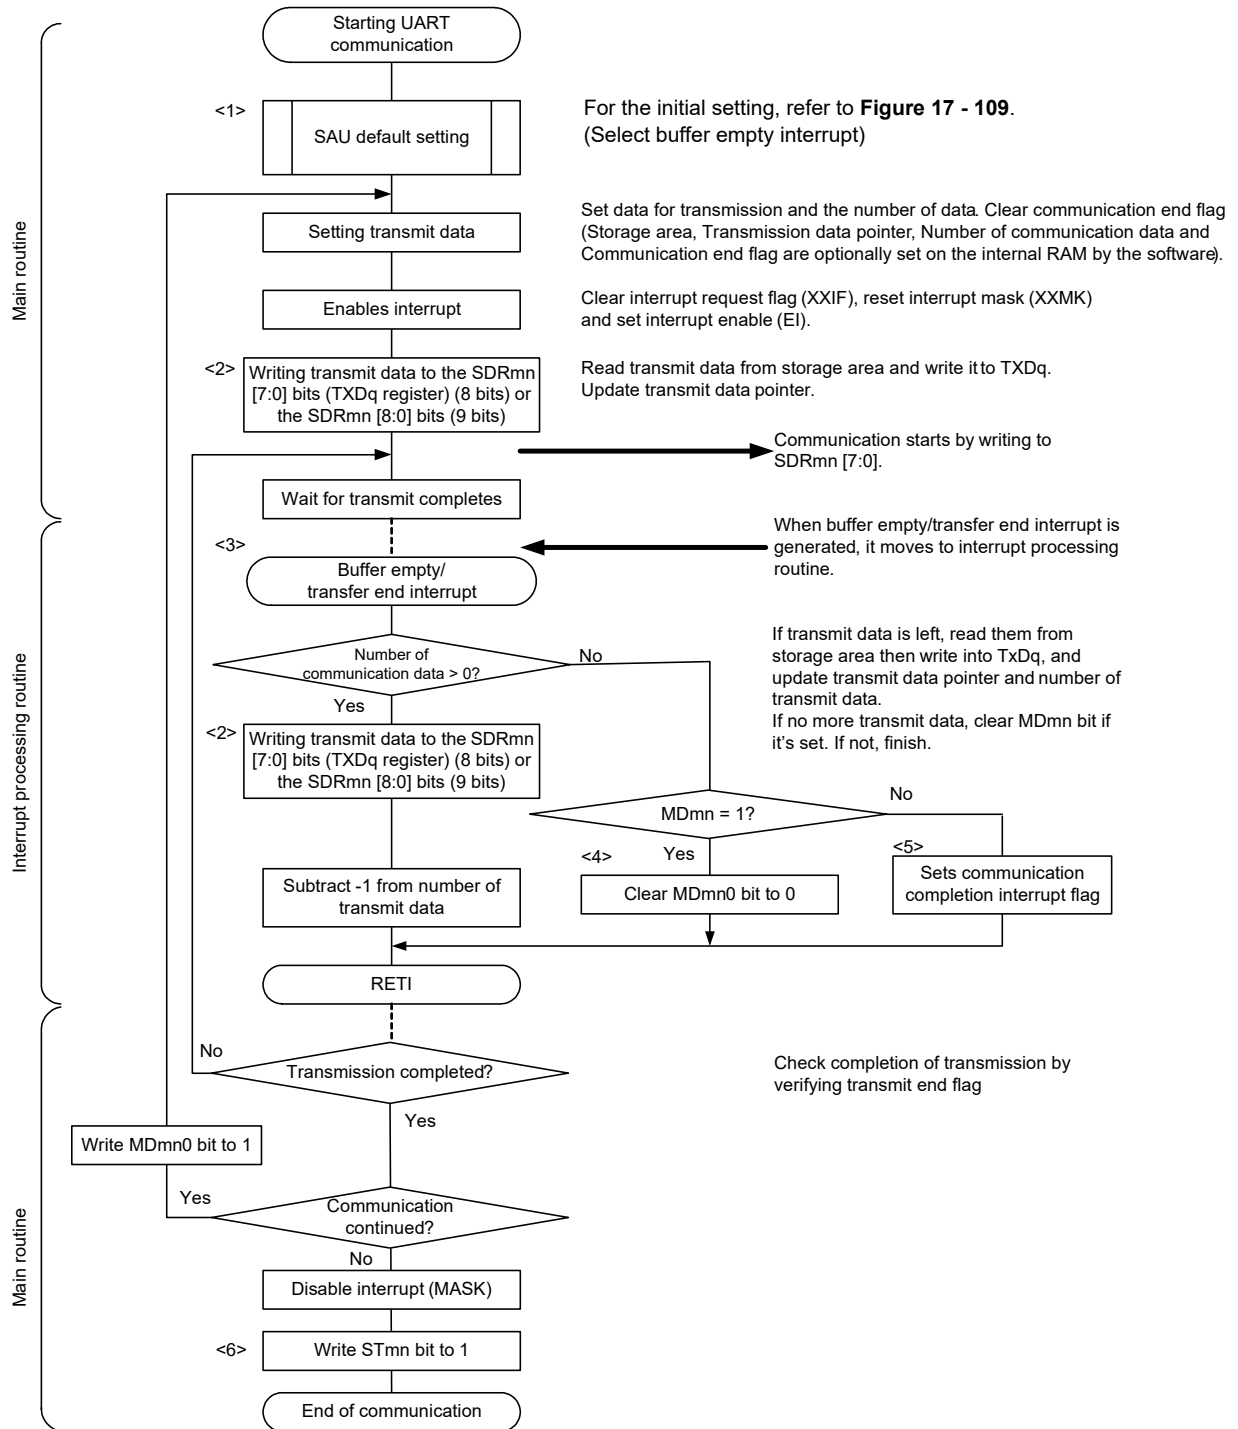 Starting UART
communication
<1>
SAU default setting
For the initial setting, refer to Figure 17 - 109.
(Select buffer empty interrupt)
Main routine
Setting transmit data
Set data for transmission and the number of data. Clear communication end flag
(Storage area, Transmission data pointer, Number of communication data and
Communication end flag are optionally set on the internal RAM by the software).
Enables interrupt
Clear interrupt request flag (XXIF), reset interrupt mask (XXMK)
and set interrupt enable (EI).
<2>
Writing transmit data to the SDRmn
[7:0] bits (TXDq register) (8 bits) or
the SDRmn [8:0] bits (9 bits)
Read transmit data from storage area and write it to TXDq.
Update transmit data pointer.
Communication starts by writing to
SDRmn [7:0].
Wait for transmit completes
When buffer empty/transfer end interrupt is
generated, it moves to interrupt processing
routine.
<3>
Buffer empty/
transfer end interrupt
Interrupt processing routine
Number of
communication data > 0?
No
Yes
If transmit data is left, read them from
storage area then write into TxDq, and
update transmit data pointer and number of
transmit data.
If no more transmit data, clear MDmn bit if
it's set. If not, finish.
<2>
Writing transmit data to the SDRmn
[7:0] bits (TXDq register) (8 bits) or
the SDRmn [8:0] bits (9 bits)
MDmn = 1?
No
Yes
<4>
Clear MDmn0 bit to 0
<5>
Sets communication
completion interrupt flag
Subtract -1 from number of
transmit data
RETI
No
Transmission completed?
Yes
Check completion of transmission by
verifying transmit end flag
Write MDmn0 bit to 1
Main routine
Yes
Communication
continued?
No
Disable interrupt (MASK)
<6>
Write STmn bit to 1
End of communication